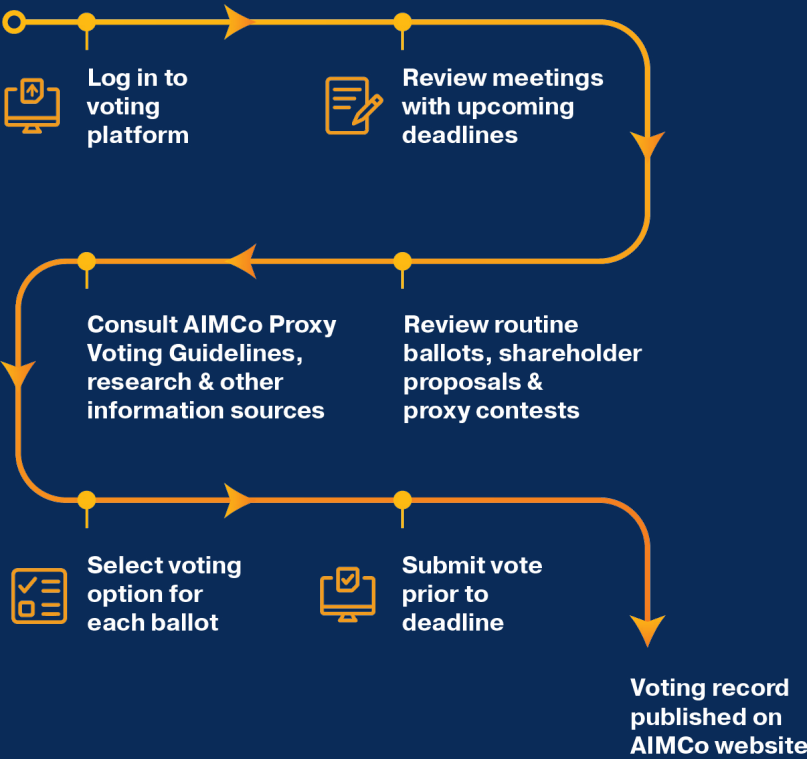 Log in to
voting
platform
Review meetings
with upcoming
deadlines
Review routine
ballots, shareholder
proposals &
proxy contests
Consult AIMCo Proxy
Voting Guidelines,
research & other
information sources
Select voting
option for
each ballot
Submit vote
prior to
deadline
Voting record
published on
AIMCo website